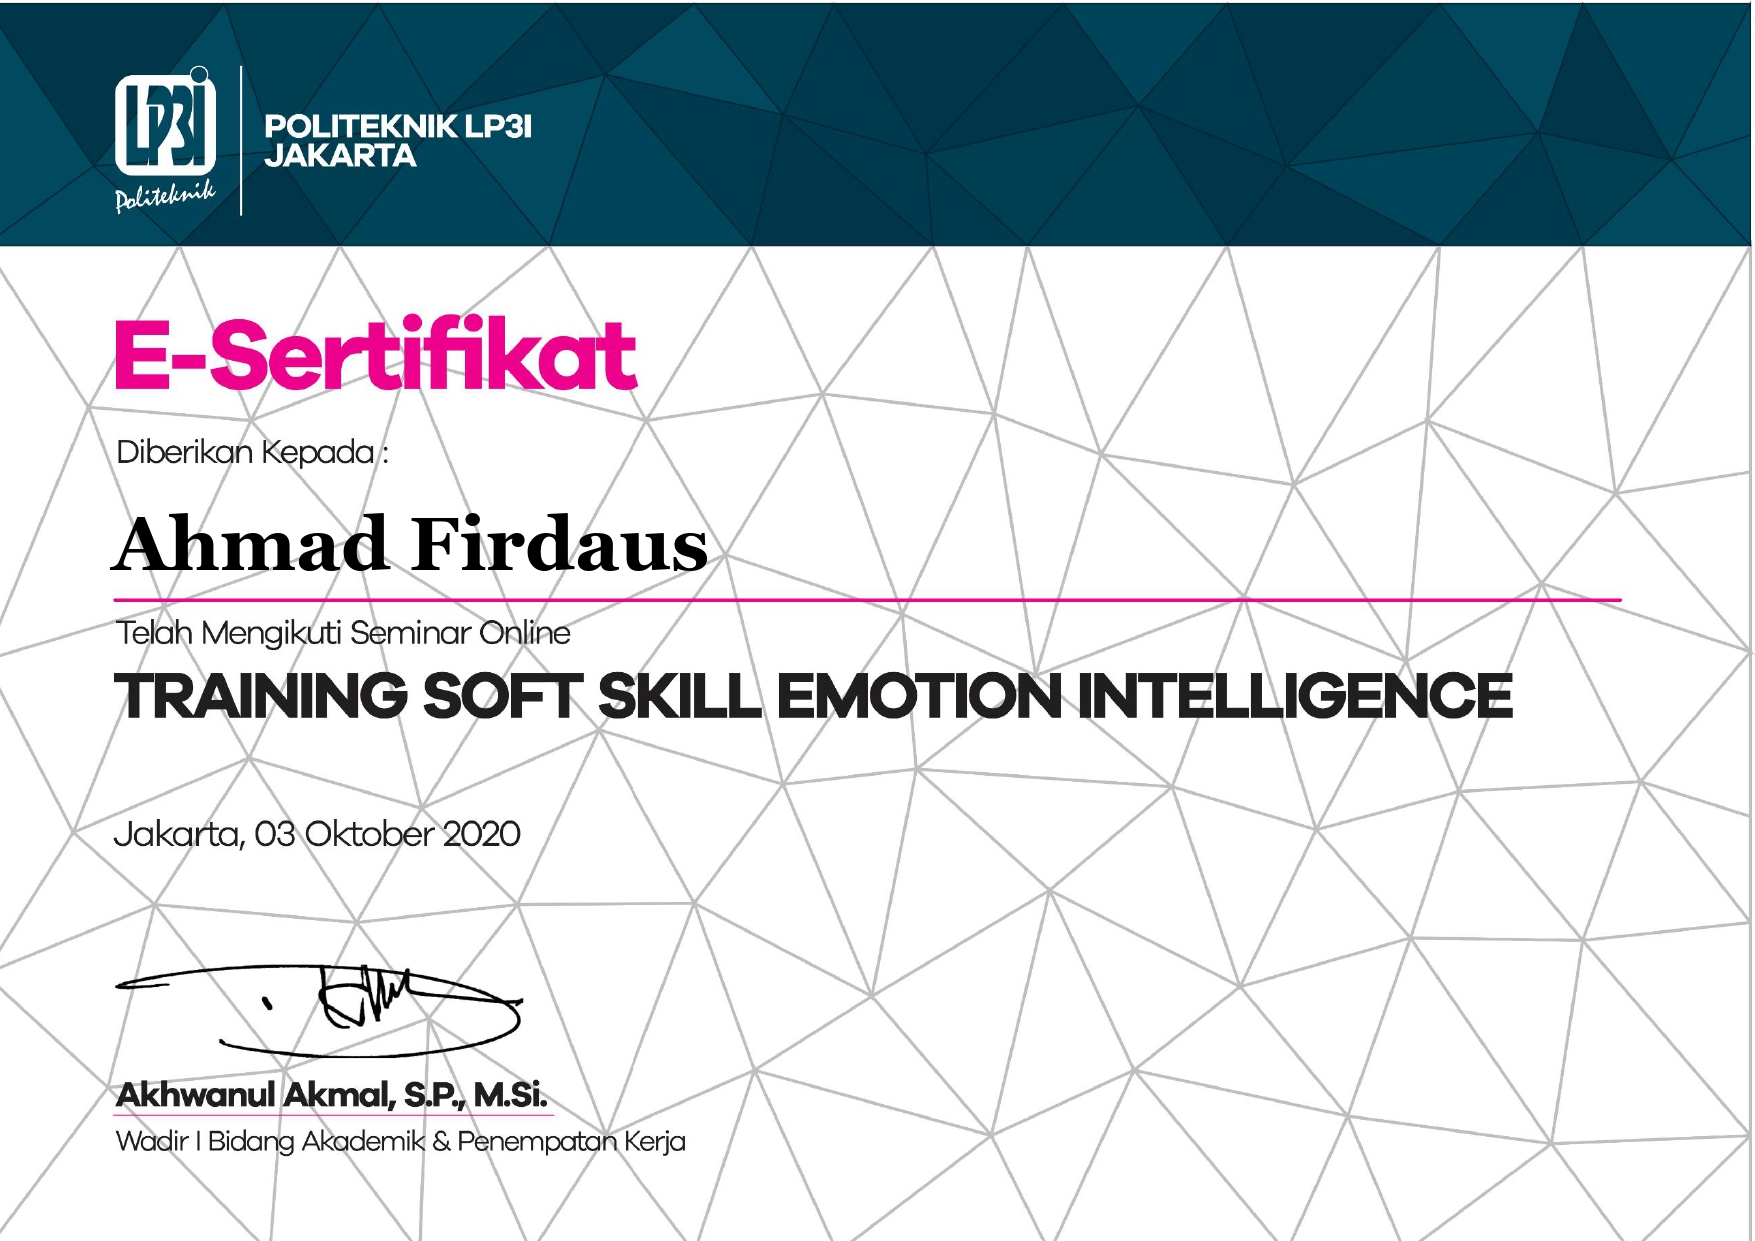 LP3I
Politeknik
POLITEKNIK LP3I
JAKARTA
E-Sertifikat
Diberikan Kepada :
Ahmad Firdaus
Telah Mengikuti Seminar Online
TRAINING SOFT SKILL EMOTION INTELLIGENCE
Jakarta, 03 Oktober 2020
Akhwanul Akmal, S.P., M.Si.
Wadir I Bidang Akademik & Penempatan Kerja